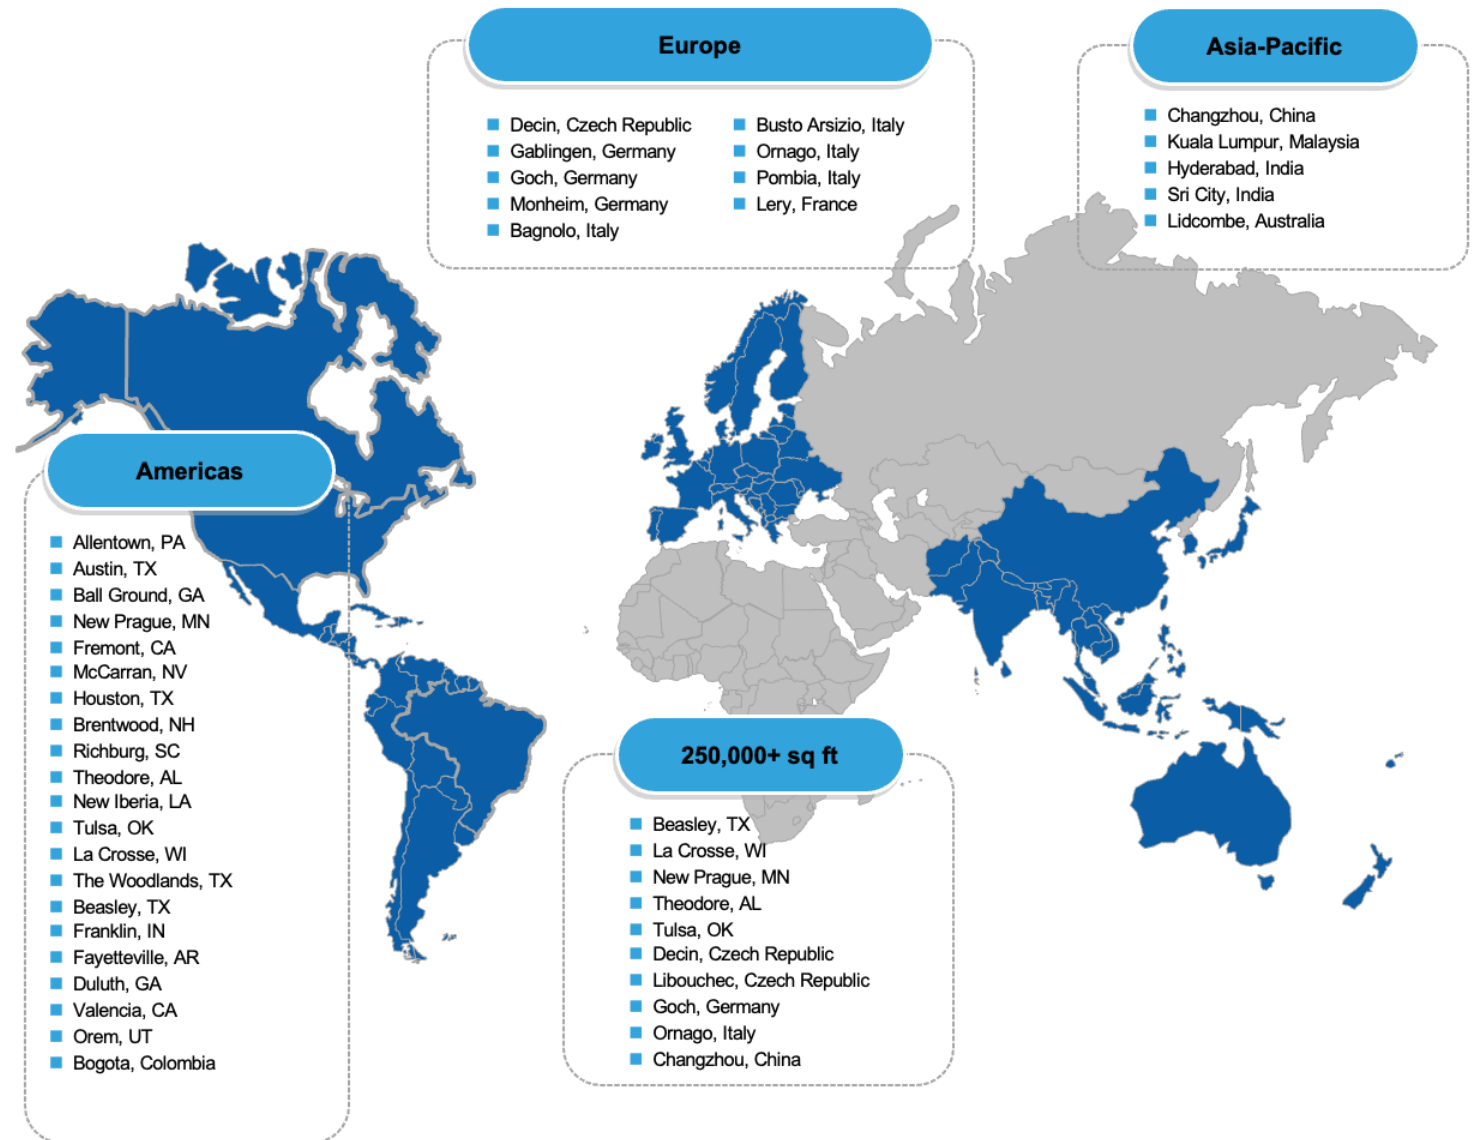 Europe
Decin, Czech Republic
Gablingen, Germany
Goch, Germany
Monheim, Germany
Bagnolo, Italy
Busto Arsizio, Italy
Ornago, Italy
Pombia, Italy
Lery, France
Asia-Pacific
Changzhou, China
Kuala Lumpur, Malaysia
Hyderabad, India
Sri City, India
Lidcombe, Australia
Americas
Allentown, PA
Austin, TX
Ball Ground, GA
New Prague, MN
Fremont, CA
McCarran, NV
Houston, TX
Brentwood, NH
Richburg, SC
Theodore, AL
New Iberia, LA
Tulsa, OK
La Crosse, WI
The Woodlands, TX
Beasley, TX
Franklin, IN
Fayetteville, AR
Duluth, GA
Valencia, CA
Orem, UT
Bogota, Colombia
250,000+ sq ft
Beasley, TX
La Crosse, WI
New Prague, MN
Theodore, AL
Tulsa, OK
Decin, Czech Republic
Libouchec, Czech Republic
Goch, Germany
Ornago, Italy
Changzhou, China